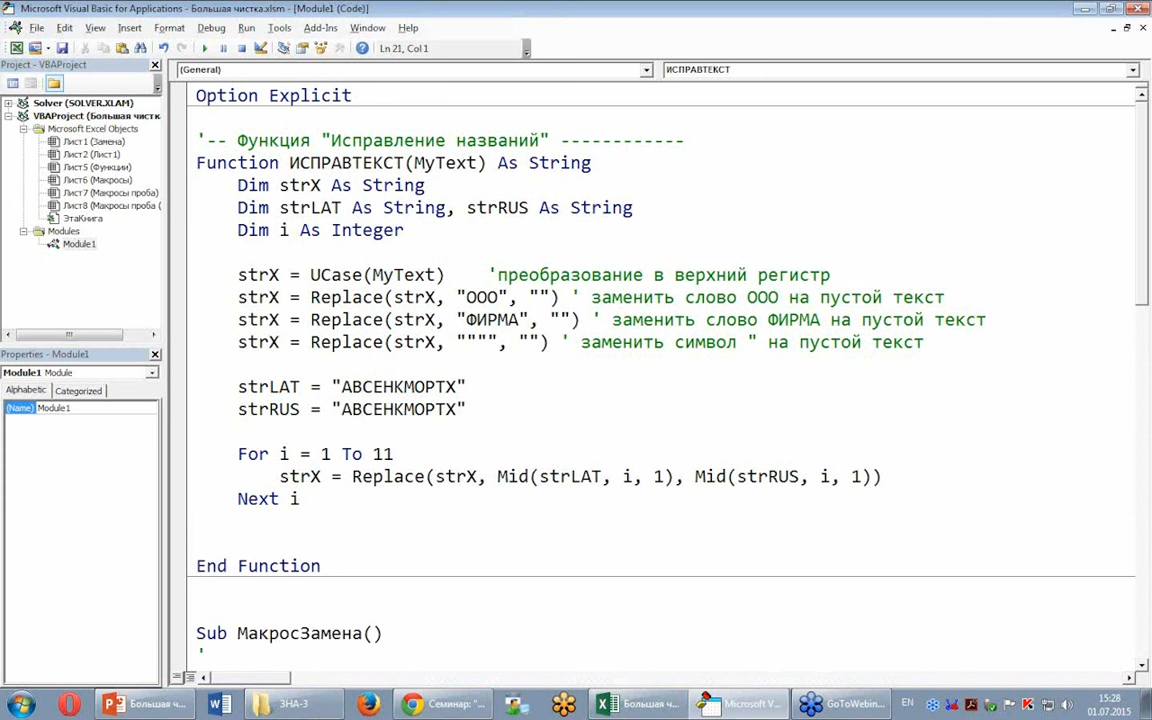 Microsoft Visual Basic for Applications - Большая чистка.xlsm - [Module1 (Code)]
File Edit View Insert Format Debug Run Tools Add-Ins Window Help
Ln 21, Col 1
Project - VBAProject
(General)
ИСПРАВТЕКСТ
Solver (SOLVER.XLAM)
VBAProject (Большая чистк
Microsoft Excel Objects
Лист1 (Замена)
Лист2 (Лист1)
Лист5 (Функции)
Лист6 (Макросы)
Лист7 (Макросы проба)
Лист8 (Макросы проба (
ЭтаКнига
Modules
Module1
Properties - Module1
Module1 Module
Alphabetic Categorized
(Name) Module1
Option Explicit
'-- Функция "Исправление названий" ------------
Function ИСПРАВТЕКСТ(MyText) As String
Dim strX As String
Dim strLAT As String, strRUS As String
Dim i As Integer
strX = UCase(MyText) 'преобразование в верхний регистр
strX = Replace(strX, "ООО", "") ' заменить слово ООО на пустой текст
strX = Replace(strX, "ФИРМА", "") ' заменить слово ФИРМА на пустой текст
strX = Replace(strX, """", "") ' заменить символ " на пустой текст
strLAT = "ABCEHKMOPTX"
strRUS = "АВСЕНКМОРТХ"
For i = 1 To 11
strX = Replace(strX, Mid(strLAT, i, 1), Mid(strRUS, i, 1))
Next i
End Function
Sub МакросЗамена()
'
Большая ч...
ЗНА-3
Семинар: "...
Большая ч...
Microsoft V...
GoToWebin...
EN
15:28
01.07.2015